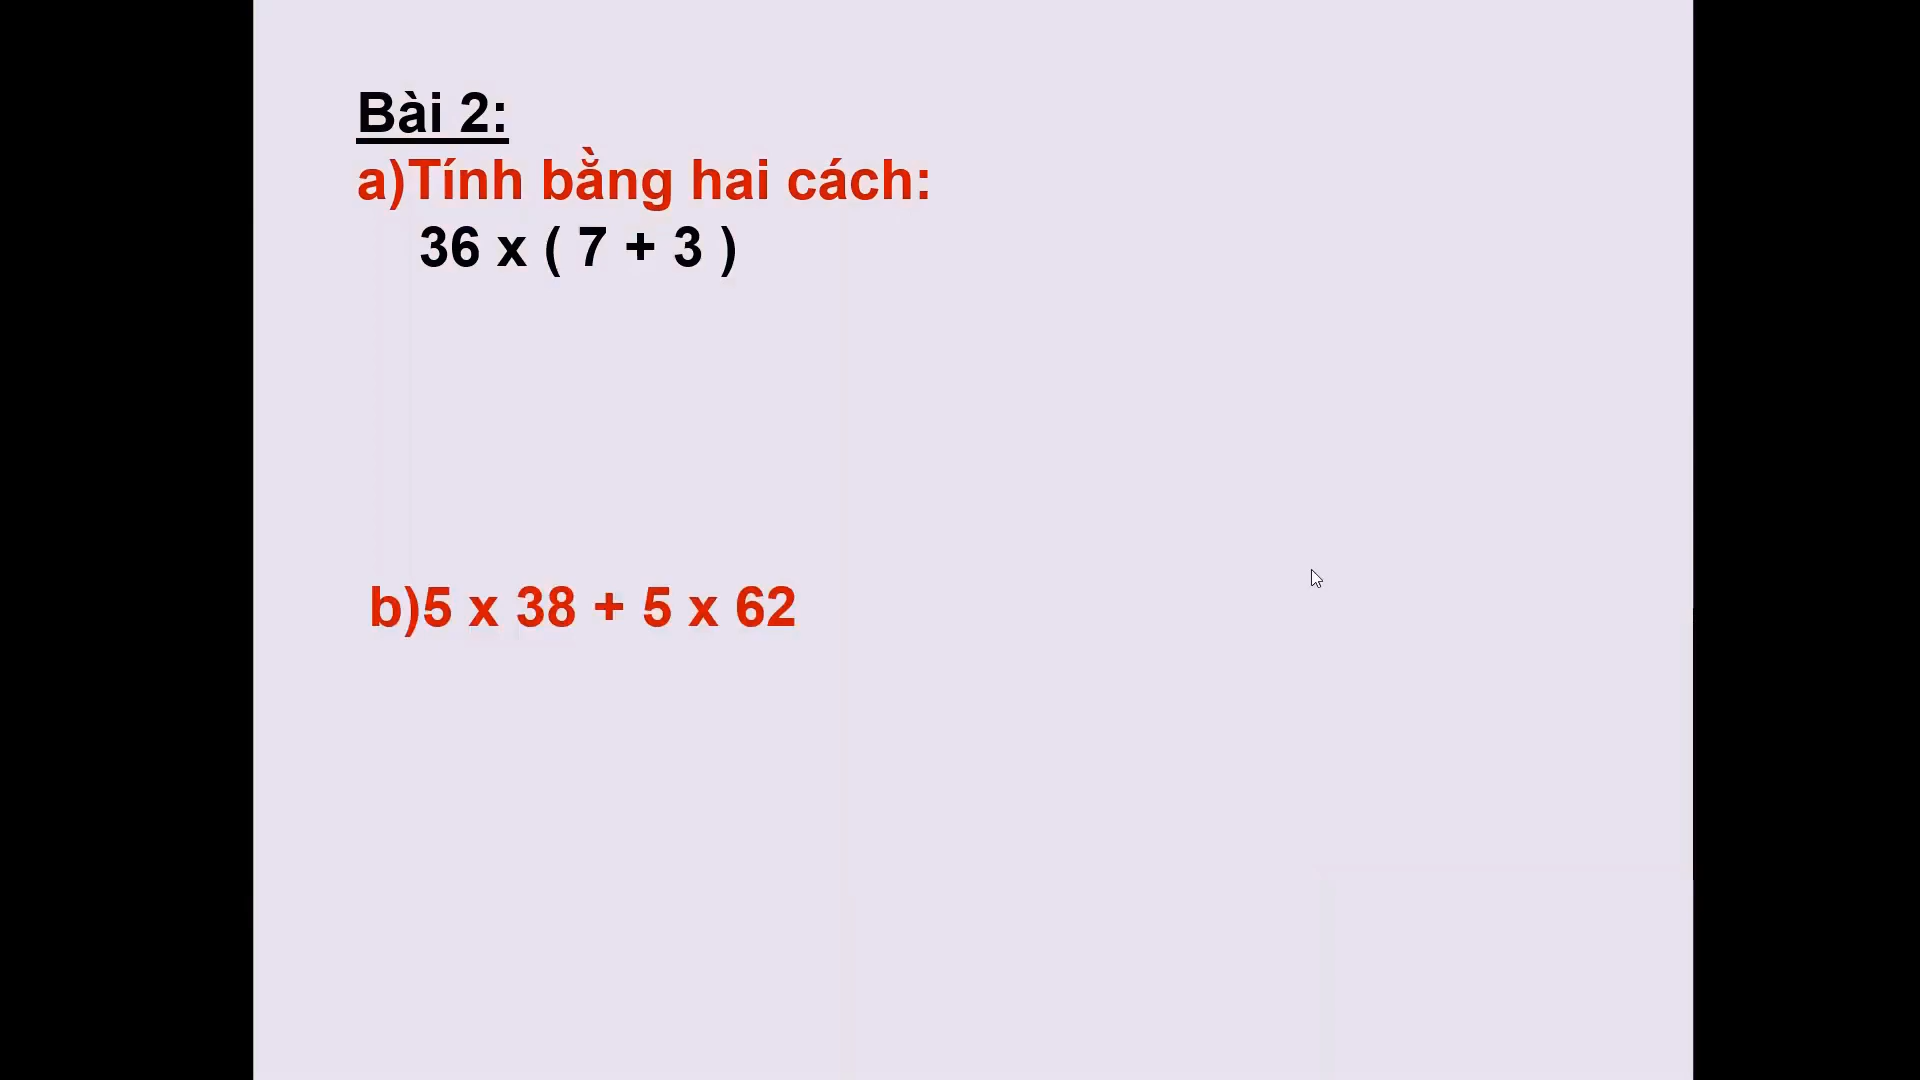 Bài 2:
a)Tính bằng hai cách:
36 x ( 7 + 3 )
b)5 x 38 + 5 x 62